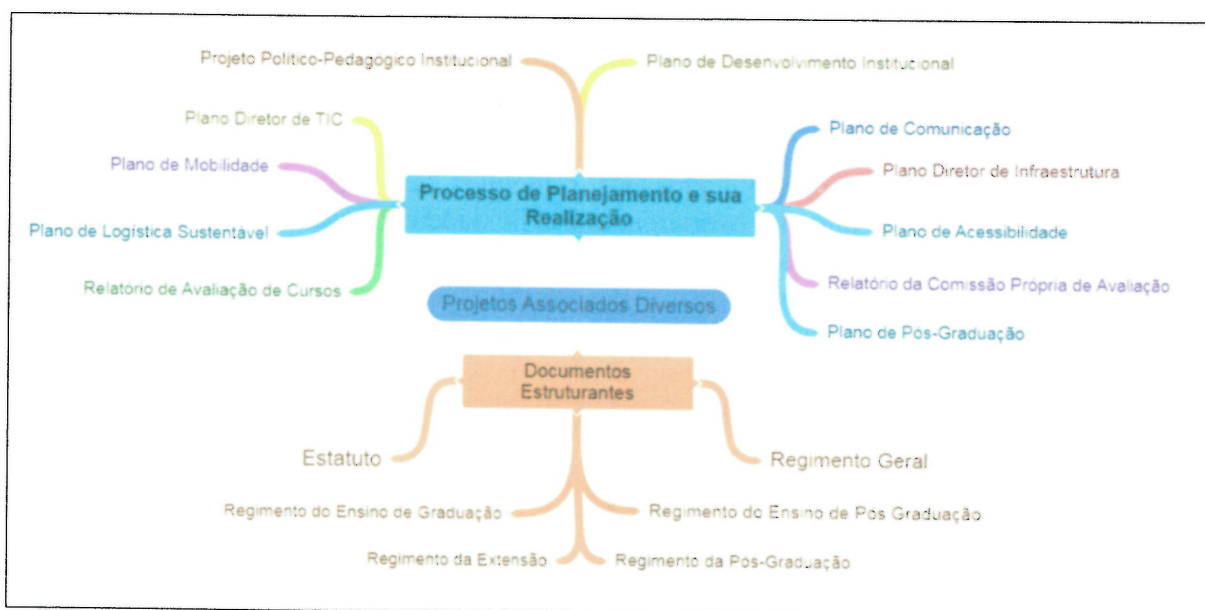 Projeto Político-Pedagógico Institucional
Plano de Desenvolvimento Institucional
Plano Diretor de TIC
Plano de Comunicação
Plano de Mobilidade
Plano Diretor de Infraestrutura
Processo de Planejamento e sua
Realização
Plano de Logística Sustentável
Plano de Acessibilidade
Relatório de Avaliação de Cursos
Relatório da Comissão Própria de Avaliação
Projetos Associados Diversos
Plano de Pós-Graduação
Documentos
Estruturantes
Estatuto
Regimento Geral
Regimento do Ensino de Graduação
Regimento do Ensino de Pós Graduação
Regimento da Extensão
Regimento da Pós-Graduação